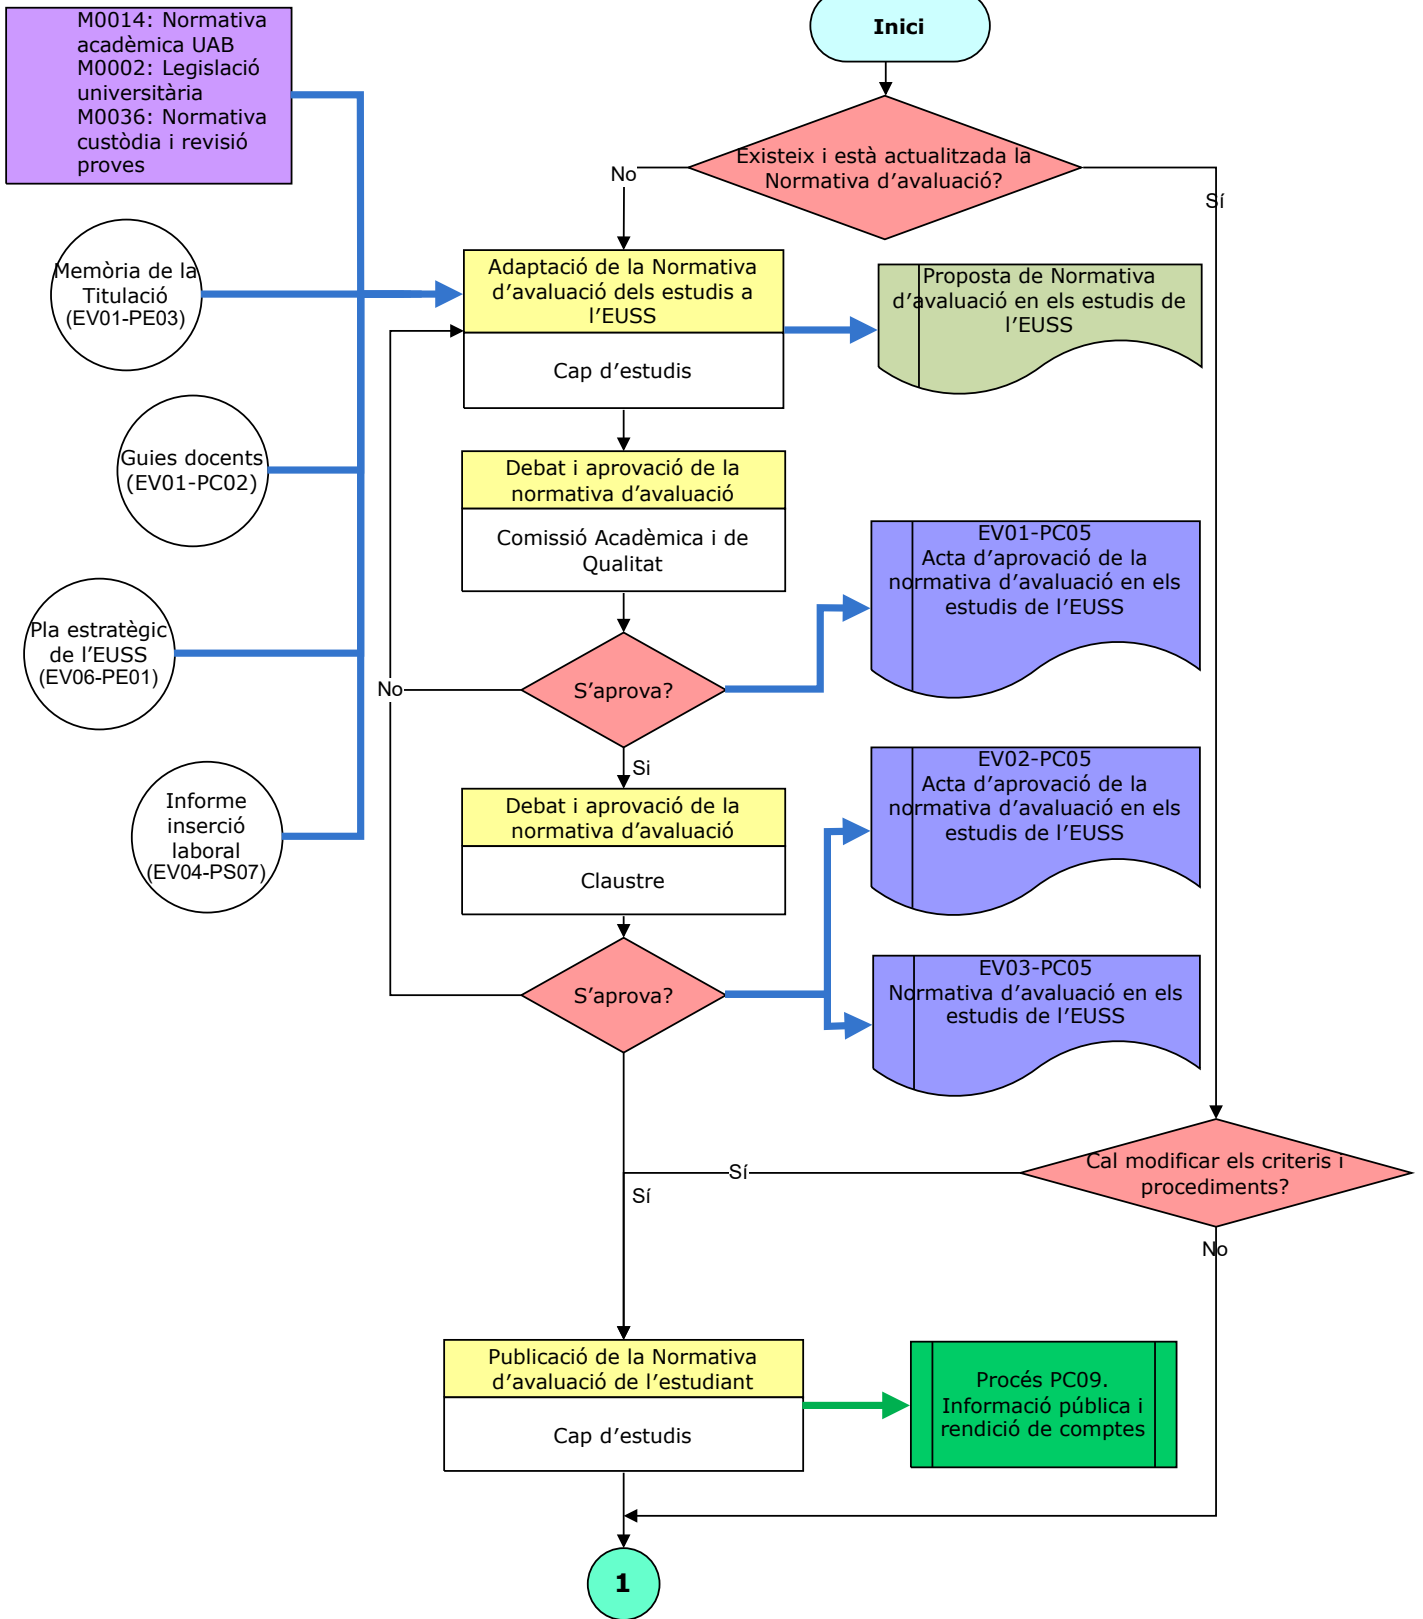 M0014: Normativa
acadèmica UAB
M0002: Legislació
universitària
M0036: Normativa
custòdia i revisió
proves
Inici
Existeix i està actualitzada la
Normativa d’avaluació?
No
Sí
Memòria de la
Titulació
(EV01-PE03)
Adaptació de la Normativa
d’avaluació dels estudis a
l’EUSS
Cap d’estudis
Proposta de Normativa
d’avaluació en els estudis de
l’EUSS
Guies docents
(EV01-PC02)
Debat i aprovació de la
normativa d’avaluació
Comissió Acadèmica i de
Qualitat
EV01-PC05
Acta d’aprovació de la
normativa d’avaluació en els
estudis de l’EUSS
Pla estratègic
de l’EUSS
(EV06-PE01)
No
S’aprova?
Si
Informe
inserció
laboral
(EV04-PS07)
Debat i aprovació de la
normativa d’avaluació
Claustre
EV02-PC05
Acta d’aprovació de la
normativa d’avaluació en els
estudis de l’EUSS
S’aprova?
EV03-PC05
Normativa d’avaluació en els
estudis de l’EUSS
Cal modificar els criteris i
procediments?
Sí
Sí
No
Publicació de la Normativa
d’avaluació de l’estudiant
Cap d’estudis
Procés PC09.
Informació pública i
rendició de comptes
1